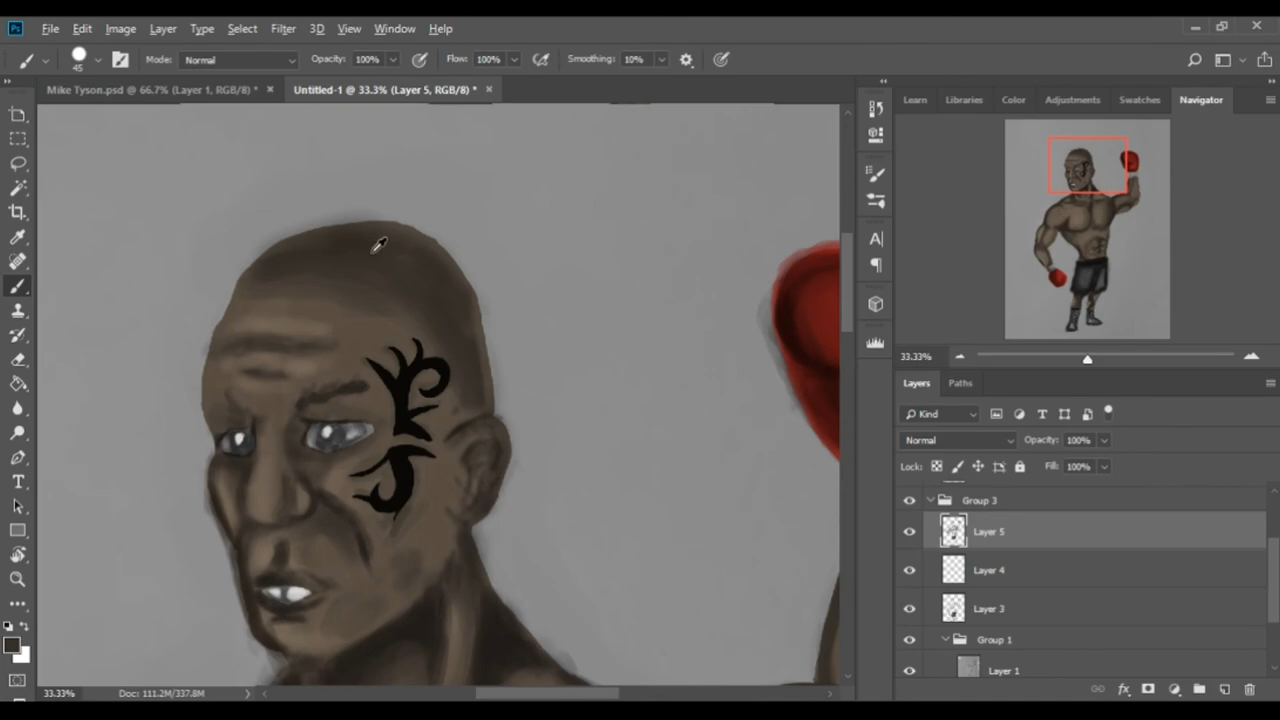 Ps File Edit Image Layer Type Select Filter 3D View Window Help
45 Mode: Normal Opacity: 100% Flow: 100% Smoothing: 10%
Mike Tyson.psd @ 66.7% (Layer 1, RGB/8) * Untitled-1 @ 33.3% (Layer 5, RGB/8) *
Learn Libraries Color Adjustments Swatches Navigator
33.33%
Layers Paths
Kind
Normal Opacity: 100%
Lock: Fill: 100%
Group 3
Layer 5
Layer 4
Layer 3
Group 1
Layer 1
33.33% Doc: 111.2M/337.8M